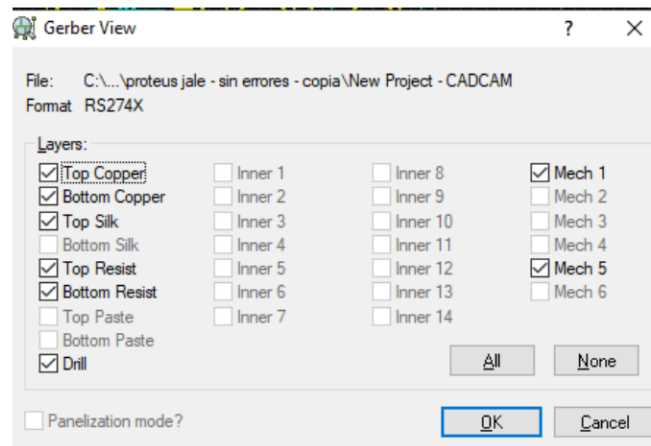 Gerber View
File: C:\...\proteus jale - sin errores - copia\New Project - CADCAM
Format RS274X
Layers:
Top Copper
Bottom Copper
Top Silk
Bottom Silk
Top Resist
Bottom Resist
Top Paste
Bottom Paste
Drill
Inner 1
Inner 2
Inner 3
Inner 4
Inner 5
Inner 6
Inner 7
Inner 8
Inner 9
Inner 10
Inner 11
Inner 12
Inner 13
Inner 14
Mech 1
Mech 2
Mech 3
Mech 4
Mech 5
Mech 6
All
None
Panelization mode?
OK
Cancel